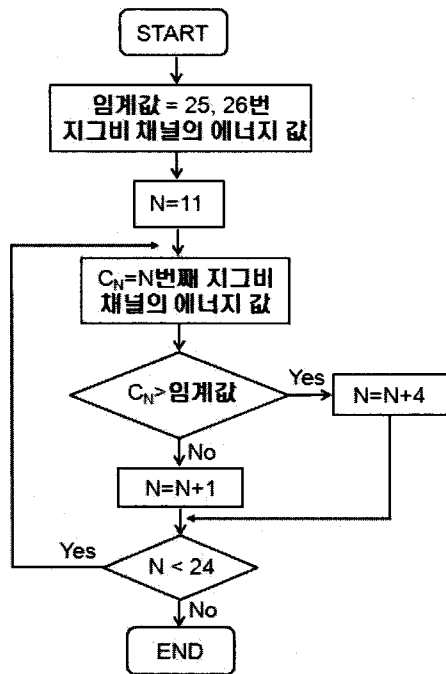 START
임계값 = 25, 26번
지그비 채널의 에너지 값
N=11
C_N=N번째 지그비
채널의 에너지 값
C_N>임계값
Yes
N=N+4
No
N=N+1
Yes
N < 24
No
END